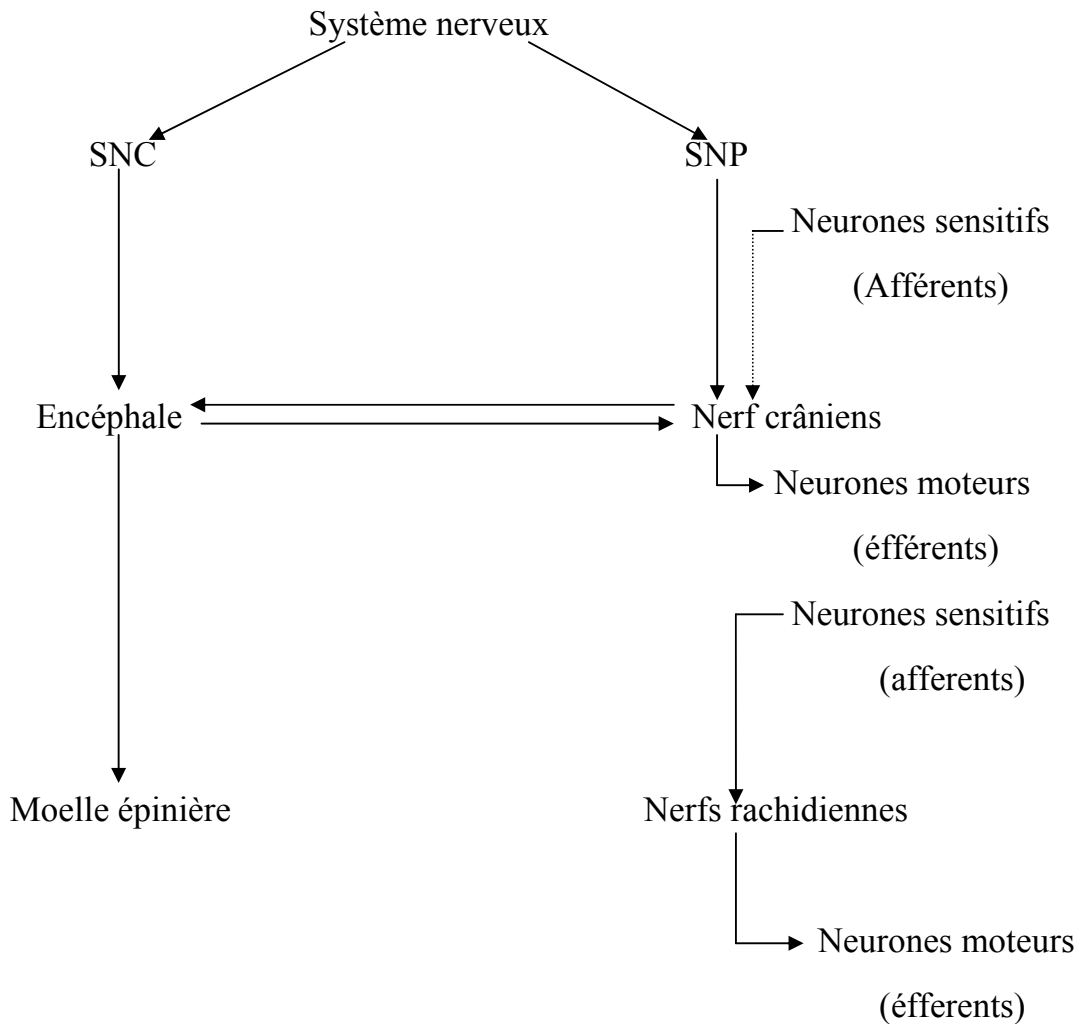 Système nerveux
SNC
SNP
Neurones sensitifs
(Afférents)
Encéphale
Nerf crâniens
Neurones moteurs
(éfférents)
Neurones sensitifs
(afferents)
Moelle épinière
Nerfs rachidiennes
Neurones moteurs
(éfferents)